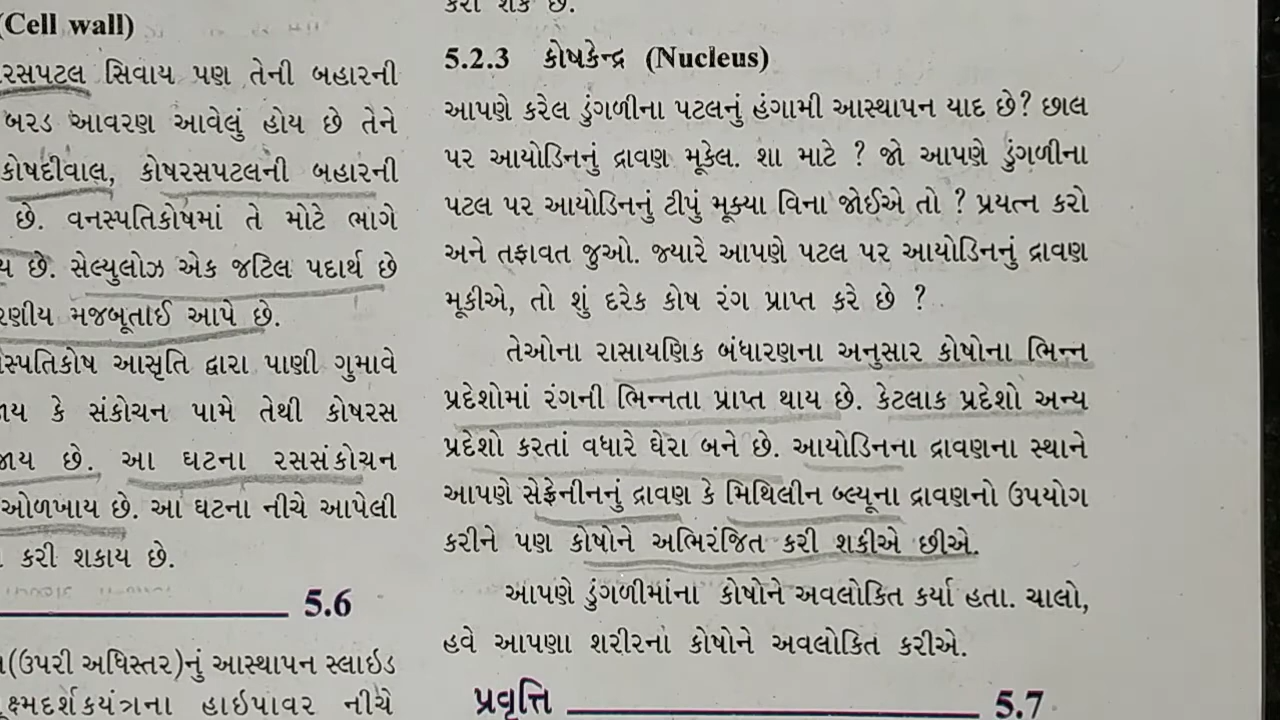 (Cell wall)
રસપટલ સિવાય પણ તેની બહારની
બરડ આવરણ આવેલું હોય છે તેને
કોષદીવાલ, કોષરસપટલની બહારની
છે. વનસ્પતિકોષમાં તે મોટે ભાગે
ય છે. સેલ્યુલોઝ એક જટિલ પદાર્થ છે
રણીય મજબૂતાઈ આપે છે.
સ્પતિકોષ આસૃતિ દ્વારા પાણી ગુમાવે
કે સંકોચન પામે તેથી કોષરસ
જાય છે. આ ઘટના રસસંકોચન
ઓળખાય છે. આ ઘટના નીચે આપેલી
કરી શકાય છે.
5.6
(ઉપરી અધિસ્તર)નું આસ્થાપન સ્લાઇડ
ક્ષ્મદર્શકયંત્રના હાઇપાવર નીચે
કરી શકે છે.
5.2.3 કોષકેન્દ્ર (Nucleus)
આપણે કરેલ ડુંગળીના પટલનું હંગામી આસ્થાપન યાદ છે? છાલ
પર આયોડિનનું દ્રાવણ મૂકેલ. શા માટે ? જો આપણે ડુંગળીના
પટલ પર આયોડિનનું ટીપું મૂક્યા વિના જોઈએ તો ? પ્રયત્ન કરો
અને તફાવત જુઓ. જ્યારે આપણે પટલ પર આયોડિનનું દ્રાવણ
મૂકીએ, તો શું દરેક કોષ રંગ પ્રાપ્ત કરે છે ?
તેઓના રાસાયણિક બંધારણના અનુસાર કોષોના ભિન્ન
પ્રદેશોમાં રંગની ભિન્નતા પ્રાપ્ત થાય છે. કેટલાક પ્રદેશો અન્ય
પ્રદેશો કરતાં વધારે ઘેરા બને છે. આયોડિનના દ્રાવણના સ્થાને
આપણે સેફ્રેનીનનું દ્રાવણ કે મિથિલીન બ્લ્યૂના દ્રાવણનો ઉપયોગ
કરીને પણ કોષોને અભિરંજિત કરી શકીએ છીએ.
આપણે ડુંગળીમાંના કોષોને અવલોકિત કર્યા હતા. ચાલો,
હવે આપણા શરીરનાં કોષોને અવલોકિત કરીએ.
પ્રવૃત્તિ 5.7